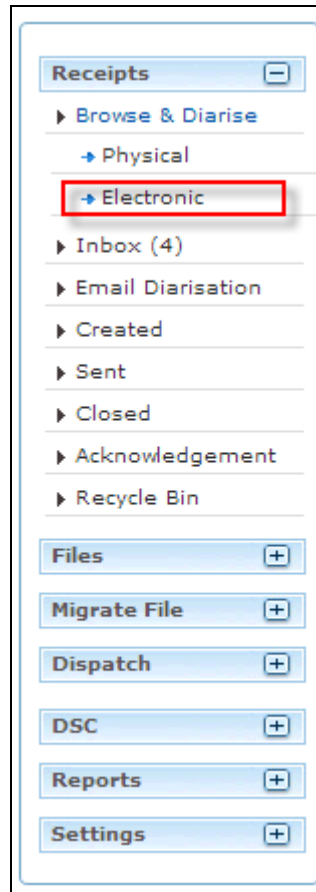 Receipts
Browse & Diarise
Physical
Electronic
Inbox (4)
Email Diarisation
Created
Sent
Closed
Acknowledgement
Recycle Bin
Files
Migrate File
Dispatch
DSC
Reports
Settings